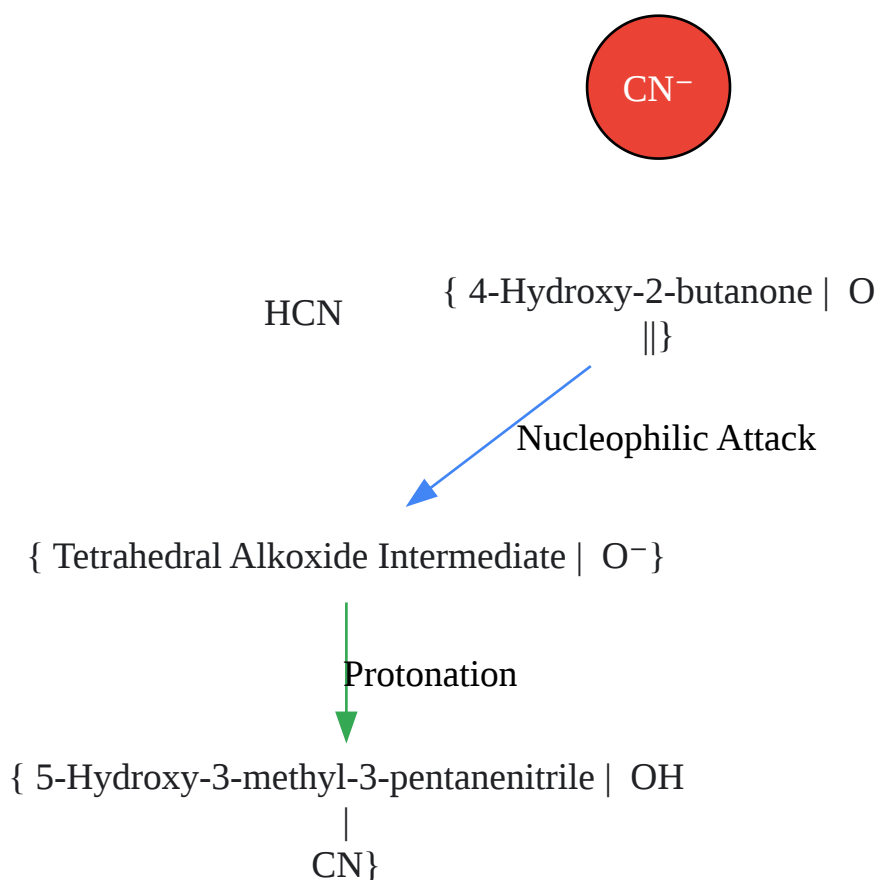 CN⁻
HCN
{ 4-Hydroxy-2-butanone | O
||}
Nucleophilic Attack
{ Tetrahedral Alkoxide Intermediate | O⁻}
Protonation
{ 5-Hydroxy-3-methyl-3-pentanenitrile | OH
|
CN}